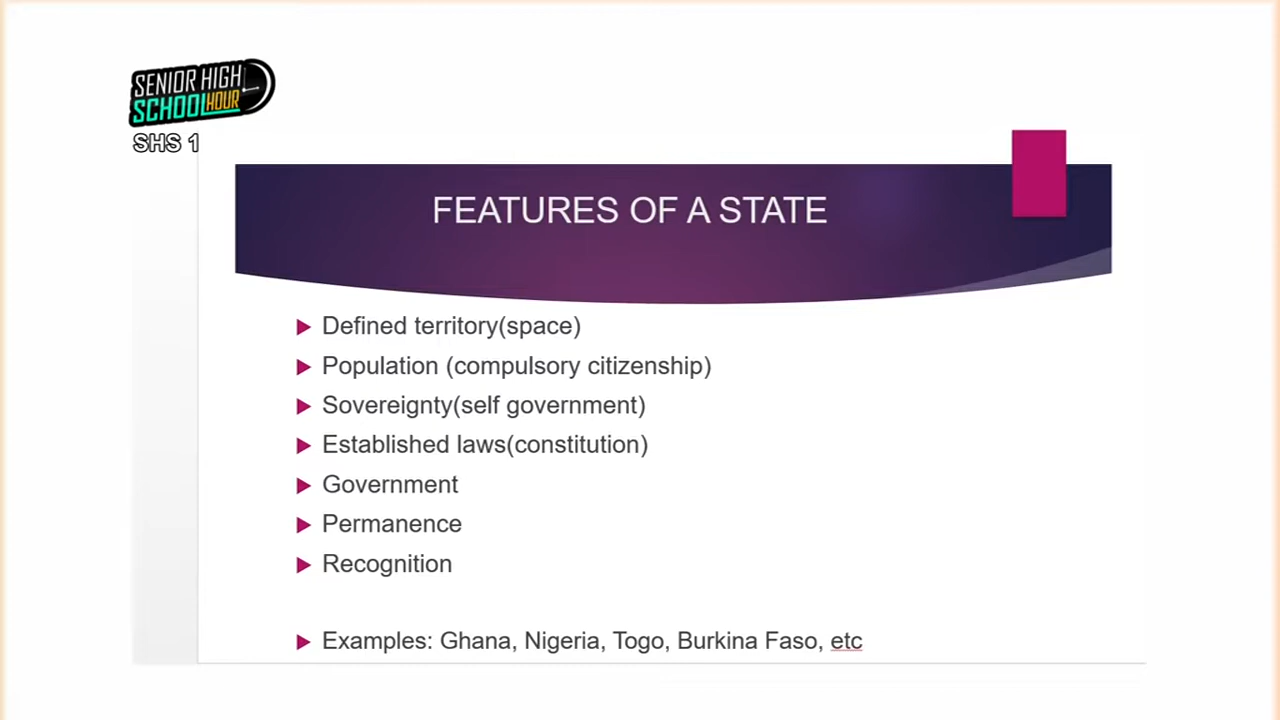 SENIOR HIGH
SCHOOL HOUR
SHS 1
FEATURES OF A STATE
Defined territory(space)
Population (compulsory citizenship)
Sovereignty(self government)
Established laws(constitution)
Government
Permanence
Recognition
Examples: Ghana, Nigeria, Togo, Burkina Faso, etc